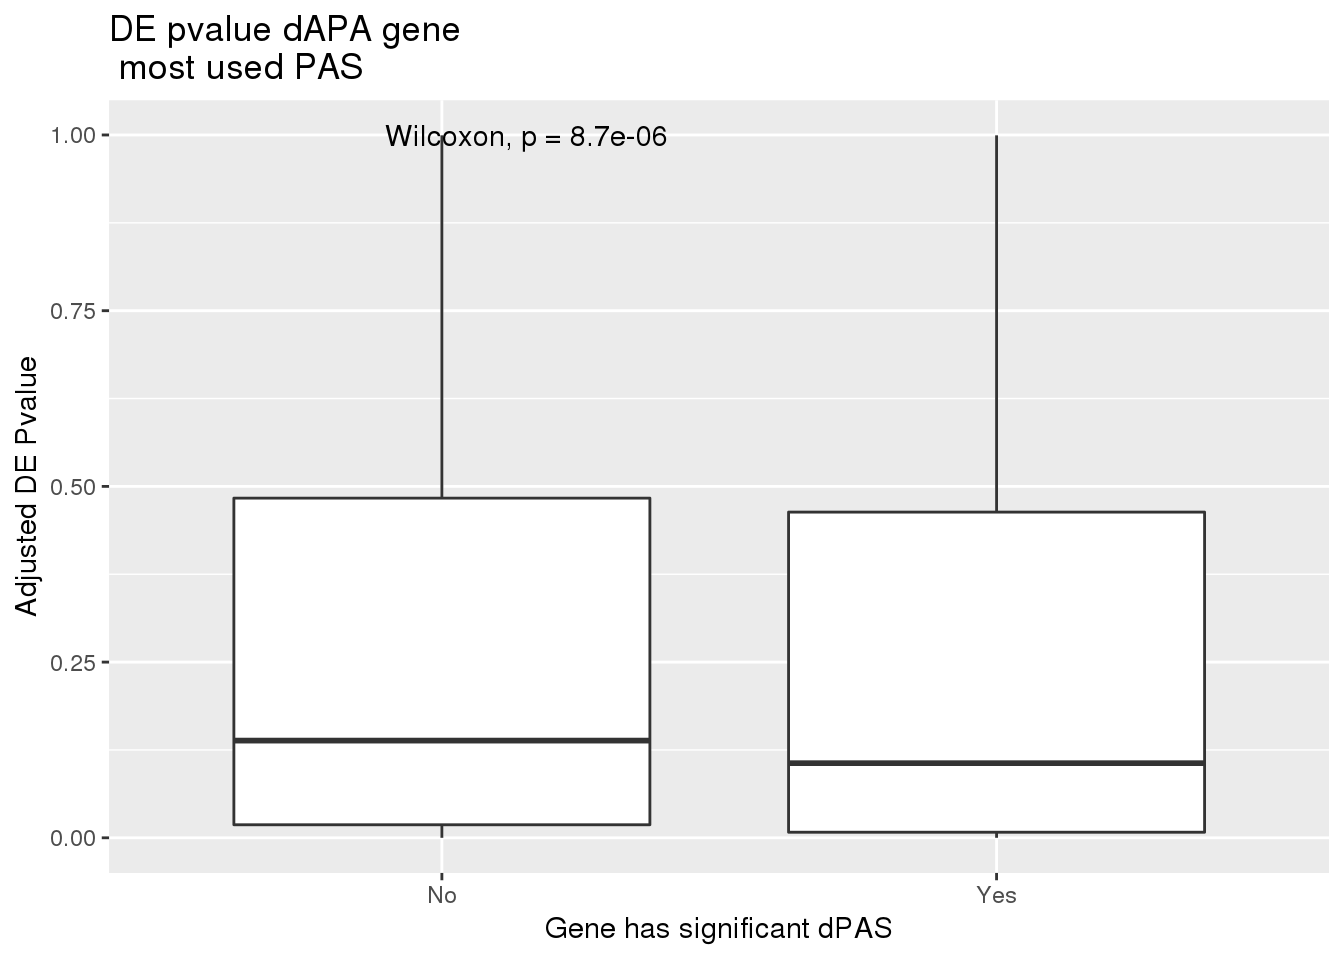 DE pvalue dAPA gene
most used PAS
Wilcoxon, p = 8.7e-06
1.00
0.75
0.50
0.25
0.00
Adjusted DE Pvalue
No
Yes
Gene has significant dPAS